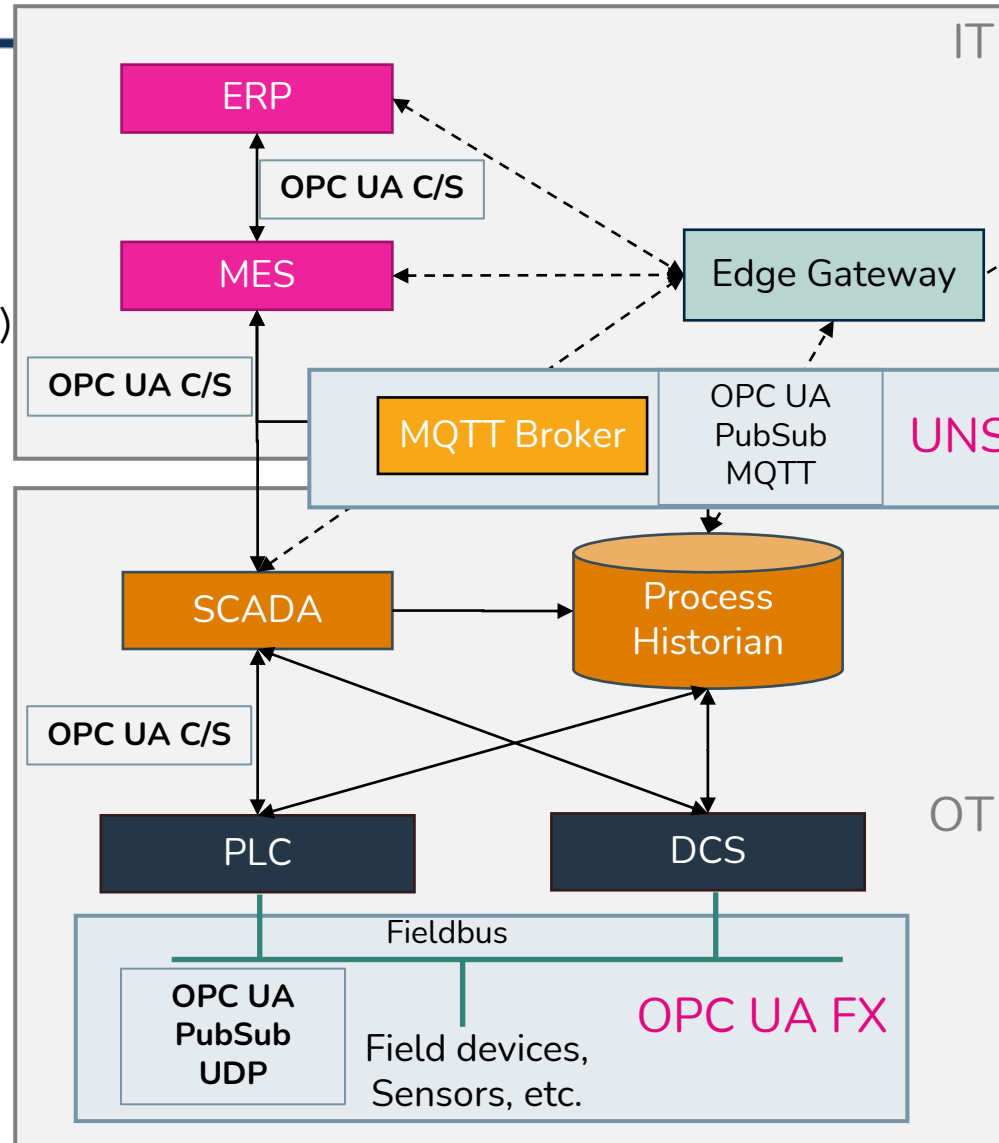 IT
ERP
OPC UA C/S
MES
Edge Gateway
)
OPC UA C/S
MQTT Broker
OPC UA
PubSub
MQTT
UNS
SCADA
Process
Historian
OPC UA C/S
OT
PLC
DCS
Fieldbus
OPC UA
PubSub
UDP
OPC UA FX
Field devices,
Sensors, etc.